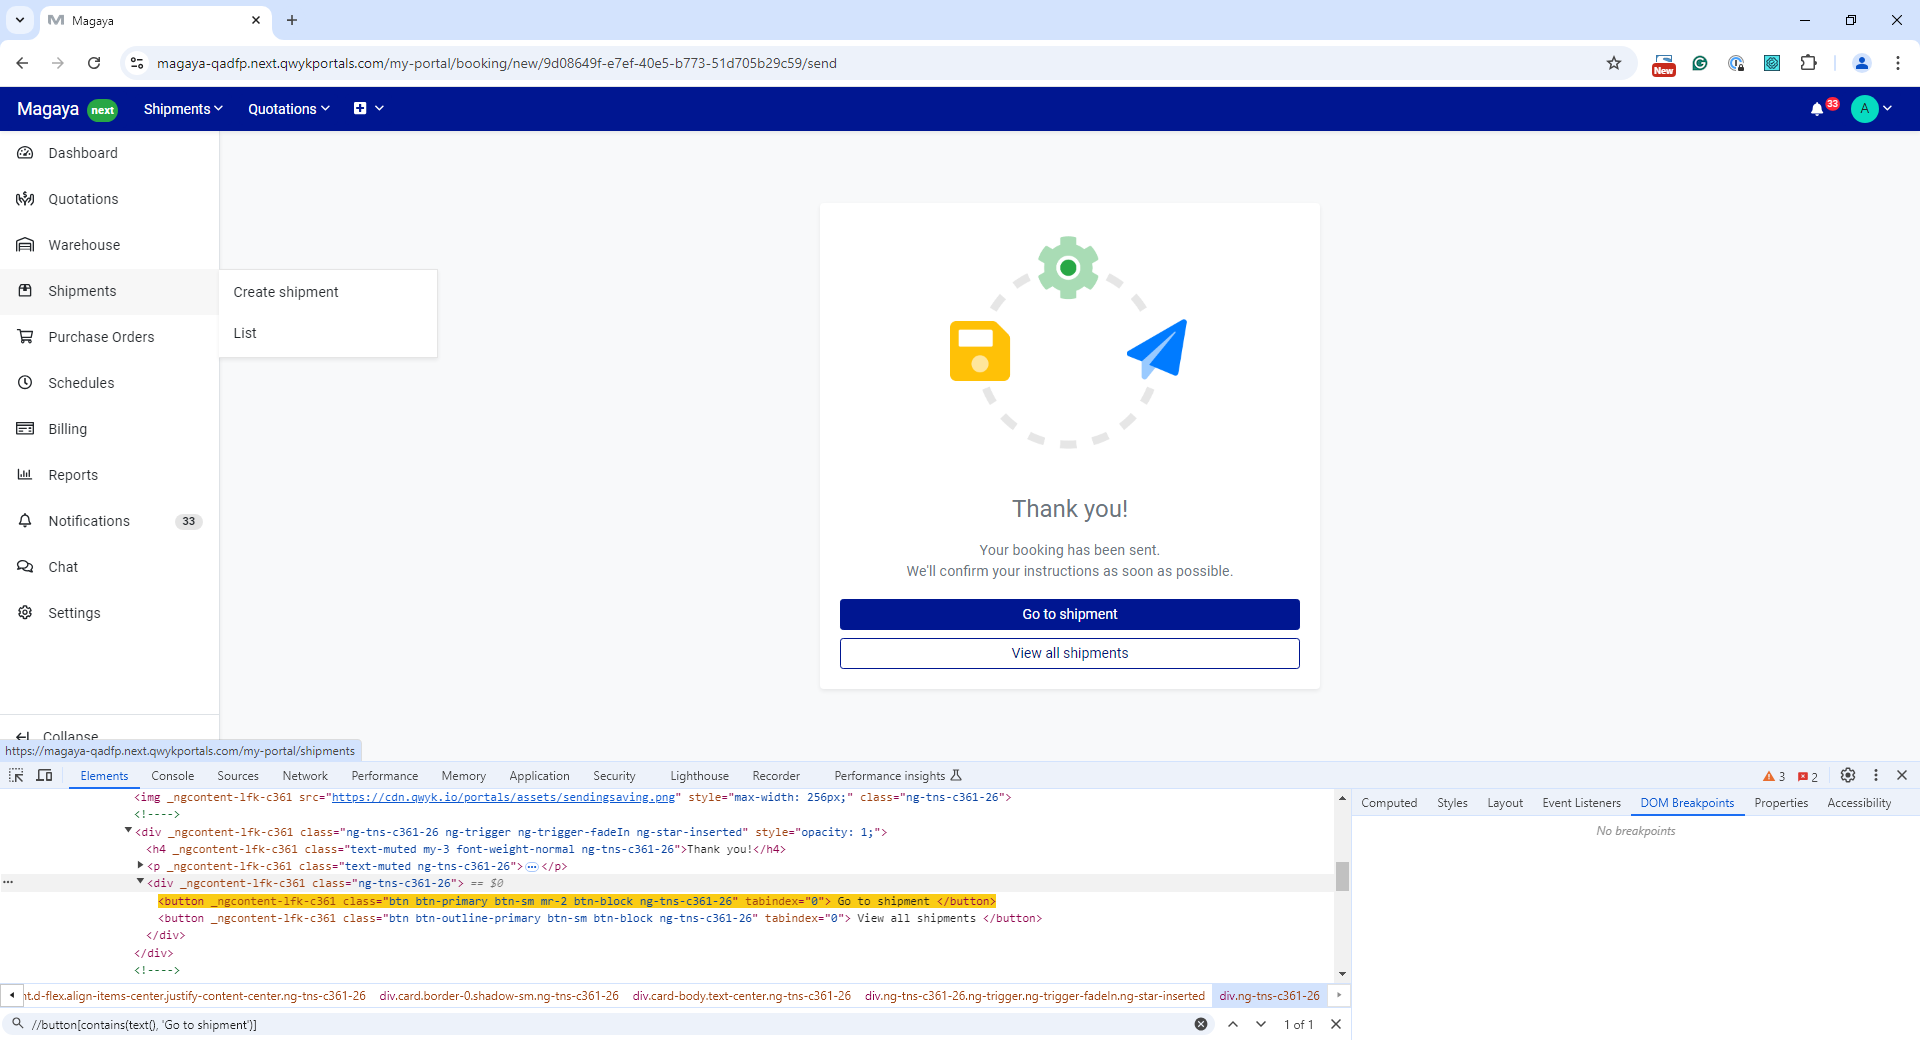 Magaya
magaya-qadfp.next.qwykportals.com/my-portal/booking/new/9d08649f-e7ef-40e5-b773-51d705b29c59/send
New
Magaya next Shipments Quotations 33 A
Dashboard
Quotations
Warehouse
Shipments
Create shipment
List
Purchase Orders
Schedules
Billing
Reports
Notifications 33
Chat
Settings
Collapse
Thank you!
Your booking has been sent.
We'll confirm your instructions as soon as possible.
Go to shipment
View all shipments
https://magaya-qadfp.next.qwykportals.com/my-portal/shipments
Elements Console Sources Network Performance Memory Application Security Lighthouse Recorder Performance insights 3 2
<img _ngcontent-lfk-c361 src="https://cdn.qwyk.io/portals/assets/sendingsaving.png" style="max-width: 256px;" class="ng-tns-c361-26">
<!---->
<div _ngcontent-lfk-c361 class="ng-tns-c361-26 ng-trigger ng-trigger-fadeIn ng-star-inserted" style="opacity: 1;">
<h4 _ngcontent-lfk-c361 class="text-muted my-3 font-weight-normal ng-tns-c361-26">Thank you!</h4>
<p _ngcontent-lfk-c361 class="text-muted ng-tns-c361-26">…</p>
… <div _ngcontent-lfk-c361 class="ng-tns-c361-26"> == $0
<button _ngcontent-lfk-c361 class="btn btn-primary btn-sm mr-2 btn-block ng-tns-c361-26" tabindex="0"> Go to shipment </button>
<button _ngcontent-lfk-c361 class="btn btn-outline-primary btn-sm btn-block ng-tns-c361-26" tabindex="0"> View all shipments </button>
</div>
</div>
<!---->
nt.d-flex.align-items-center.justify-content-center.ng-tns-c361-26 div.card.border-0.shadow-sm.ng-tns-c361-26 div.card-body.text-center.ng-tns-c361-26 div.ng-tns-c361-26.ng-trigger.ng-trigger-fadeIn.ng-star-inserted div.ng-tns-c361-26
//button[contains(text(), 'Go to shipment')] 1 of 1
Computed Styles Layout Event Listeners DOM Breakpoints Properties Accessibility
No breakpoints